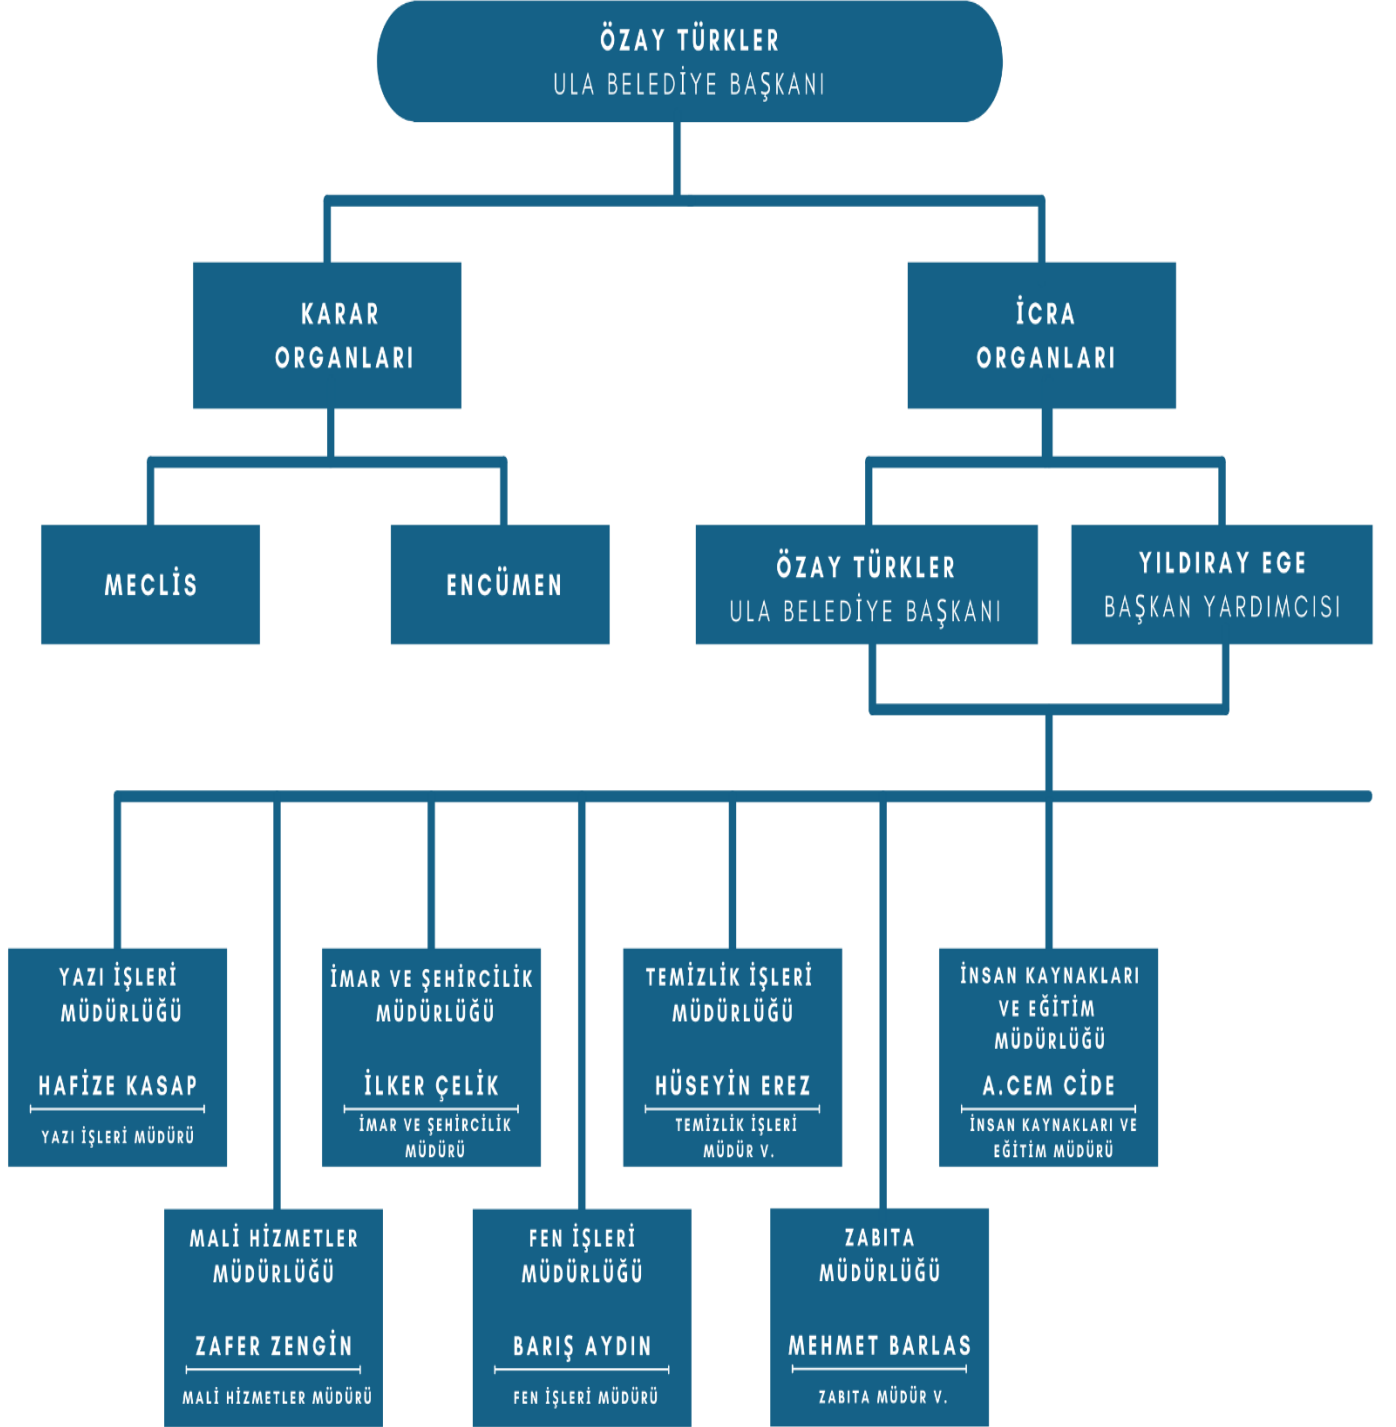 ÖZAY TÜRKLER
ULA BELEDİYE BAŞKANI
KARAR
ORGANLARI
İCRA
ORGANLARI
MECLİS
ENCÜMEN
ÖZAY TÜRKLER
ULA BELEDİYE BAŞKANI
YILDIRAY EGE
BAŞKAN YARDIMCISI
YAZI İŞLERİ
MÜDÜRLÜĞÜ
HAFİZE KASAP
YAZI İŞLERİ MÜDÜRÜ
İMAR VE ŞEHİRCİLİK
MÜDÜRLÜĞÜ
İLKER ÇELİK
İMAR VE ŞEHİRCİLİK
MÜDÜRÜ
TEMİZLİK İŞLERİ
MÜDÜRLÜĞÜ
HÜSEYİN EREZ
TEMİZLİK İŞLERİ
MÜDÜR V.
İNSAN KAYNAKLARI
VE EĞİTİM
MÜDÜRLÜĞÜ
A.CEM CİDE
İNSAN KAYNAKLARI VE
EĞİTİM MÜDÜRÜ
MALİ HİZMETLER
MÜDÜRLÜĞÜ
ZAFER ZENGİN
MALİ HİZMETLER MÜDÜRÜ
FEN İŞLERİ
MÜDÜRLÜĞÜ
BARIŞ AYDIN
FEN İŞLERİ MÜDÜRÜ
ZABITA
MÜDÜRLÜĞÜ
MEHMET BARLAS
ZABITA MÜDÜR V.